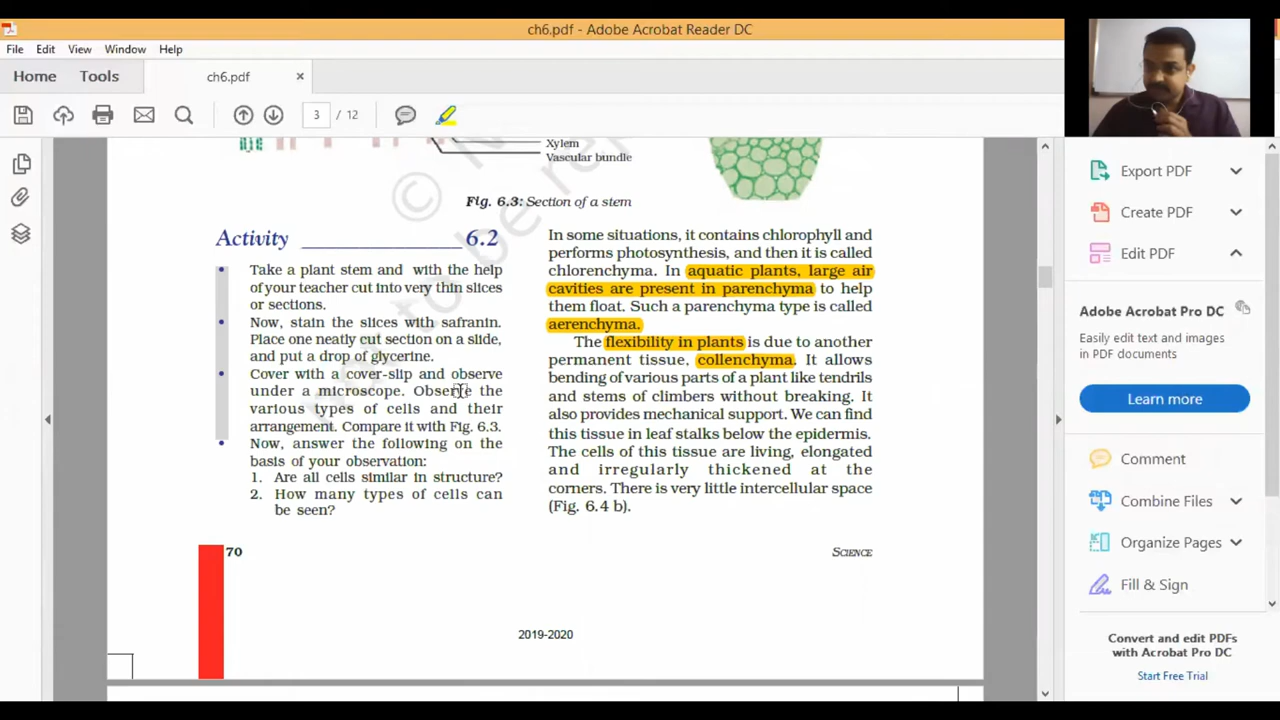 ch6.pdf - Adobe Acrobat Reader DC
File Edit View Window Help
Home Tools ch6.pdf ×
3 / 12
Xylem
Vascular bundle
Fig. 6.3: Section of a stem
Activity ______________ 6.2
• Take a plant stem and with the help
of your teacher cut into very thin slices
or sections.
• Now, stain the slices with safranin.
Place one neatly cut section on a slide,
and put a drop of glycerine.
• Cover with a cover-slip and observe
under a microscope. Observe the
various types of cells and their
arrangement. Compare it with Fig. 6.3.
• Now, answer the following on the
basis of your observation:
1. Are all cells similar in structure?
2. How many types of cells can
be seen?
In some situations, it contains chlorophyll and
performs photosynthesis, and then it is called
chlorenchyma. In aquatic plants, large air
cavities are present in parenchyma to help
them float. Such a parenchyma type is called
aerenchyma.
The flexibility in plants is due to another
permanent tissue, collenchyma. It allows
bending of various parts of a plant like tendrils
and stems of climbers without breaking. It
also provides mechanical support. We can find
this tissue in leaf stalks below the epidermis.
The cells of this tissue are living, elongated
and irregularly thickened at the
corners. There is very little intercellular space
(Fig. 6.4 b).
70
SCIENCE
2019-2020
Export PDF
Create PDF
Edit PDF
Adobe Acrobat Pro DC
Easily edit text and images
in PDF documents
Learn more
Comment
Combine Files
Organize Pages
Fill & Sign
Convert and edit PDFs
with Acrobat Pro DC
Start Free Trial